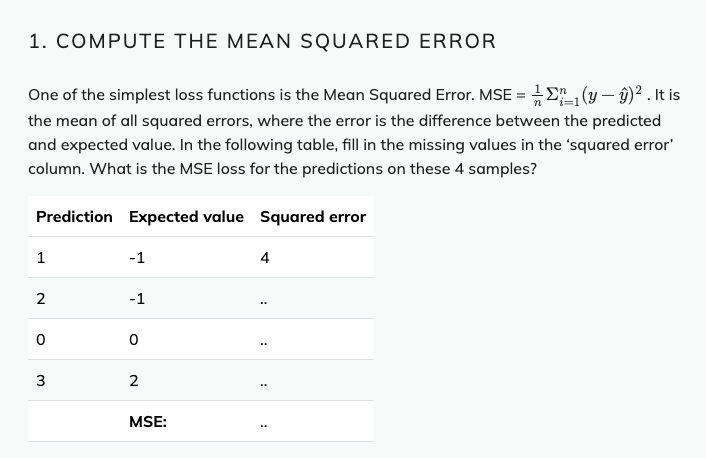 1. COMPUTE THE MEAN SQUARED ERROR
One of the simplest loss functions is the Mean Squared Error. MSE = \frac{1}{n} Σ_{i=1}^{n} (y − ŷ)². It is
the mean of all squared errors, where the error is the difference between the predicted
and expected value. In the following table, fill in the missing values in the ‘squared error’
column. What is the MSE loss for the predictions on these 4 samples?
Prediction Expected value Squared error
1 -1 4
2 -1 ..
0 0 ..
3 2 ..
MSE: ..